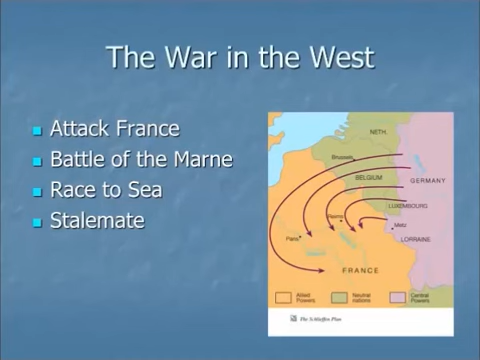 The War in the West
Attack France
Battle of the Marne
Race to Sea
Stalemate
NETH.
Brussels
BELGIUM
GERMANY
LUXEMBOURG
Reims
Metz
Paris
LORRAINE
FRANCE
Allied Powers
Neutral nations
Central Powers
The Schlieffen Plan